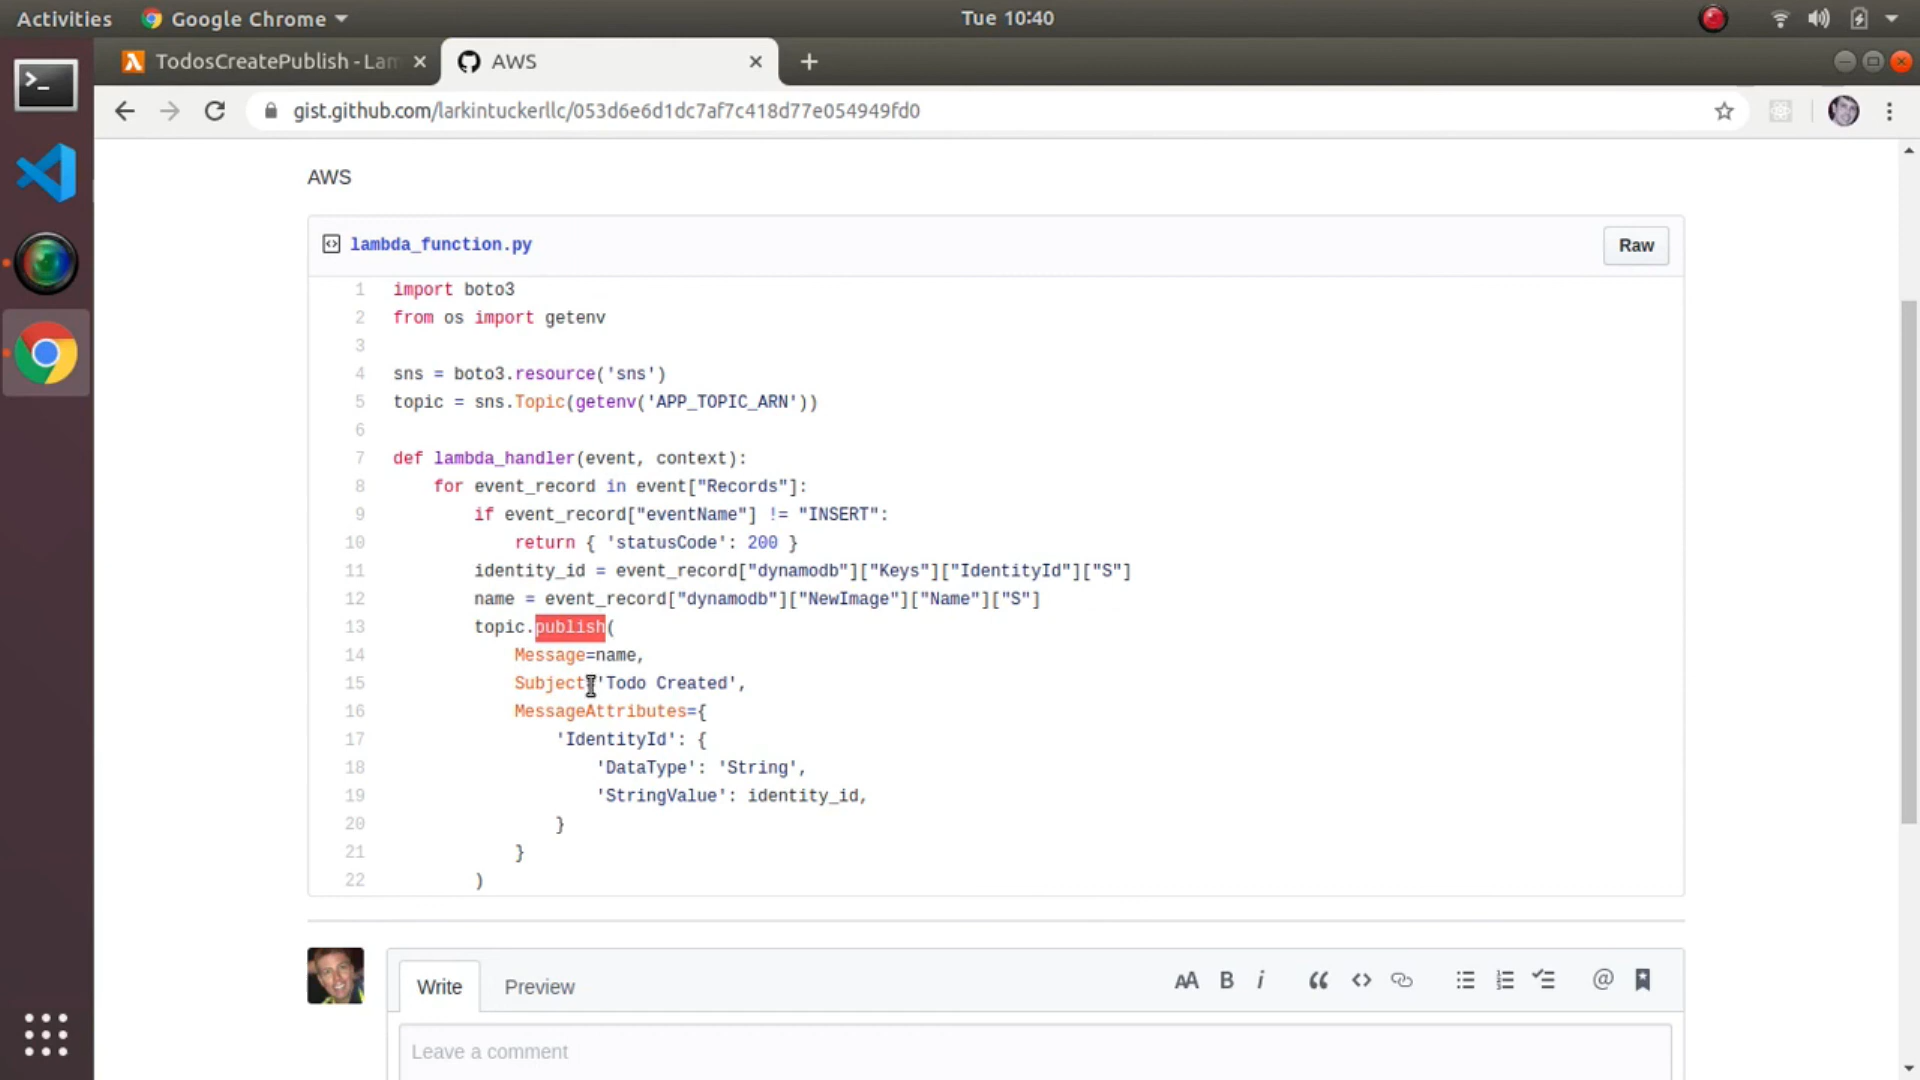 Activities Google Chrome Tue 10:40
TodosCreatePublish - Lam AWS
gist.github.com/larkintuckerllc/053d6e6d1dc7af7c418d77e054949fd0
AWS
lambda_function.py Raw
1 import boto3
2 from os import getenv
3
4 sns = boto3.resource('sns')
5 topic = sns.Topic(getenv('APP_TOPIC_ARN'))
6
7 def lambda_handler(event, context):
8 for event_record in event["Records"]:
9 if event_record["eventName"] != "INSERT":
10 return { 'statusCode': 200 }
11 identity_id = event_record["dynamodb"]["Keys"]["IdentityId"]["S"]
12 name = event_record["dynamodb"]["NewImage"]["Name"]["S"]
13 topic.publish(
14 Message=name,
15 Subject='Todo Created',
16 MessageAttributes={
17 'IdentityId': {
18 'DataType': 'String',
19 'StringValue': identity_id,
20 }
21 }
22 )
Write Preview
Leave a comment